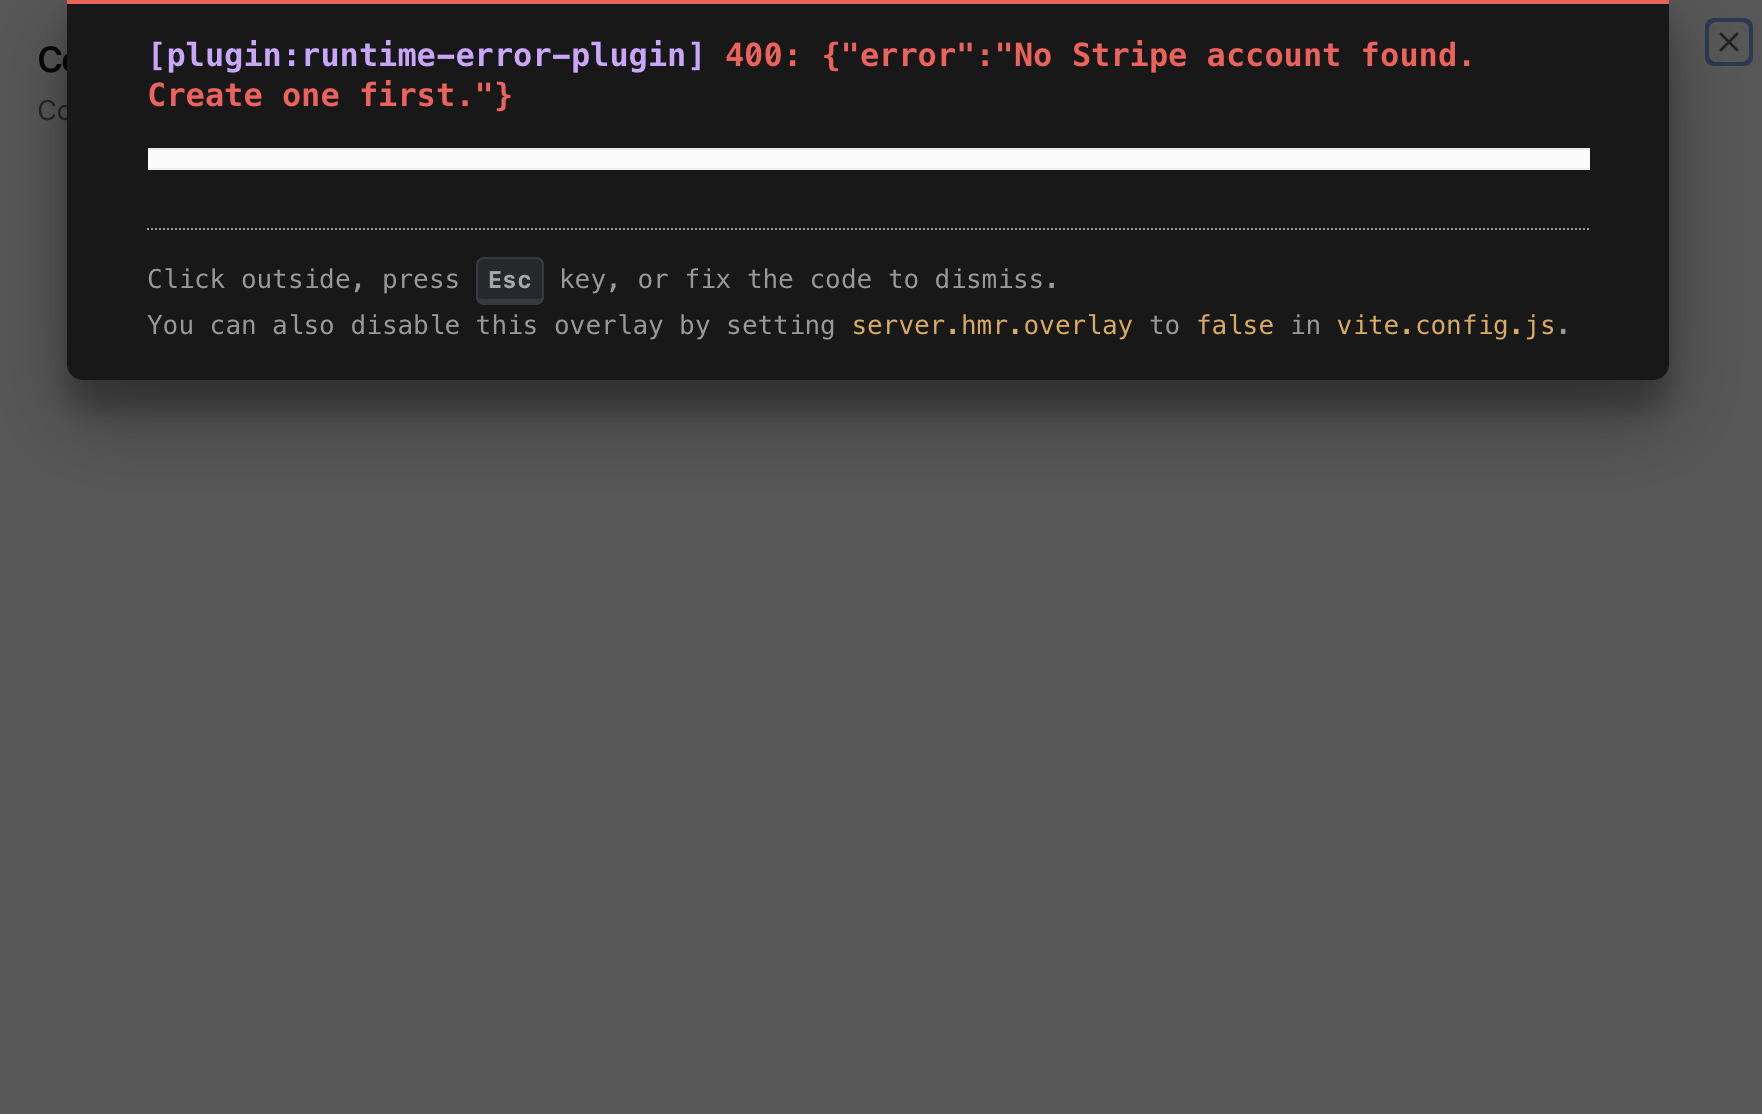 [plugin:runtime-error-plugin] 400: {"error":"No Stripe account found.
Create one first."}
Click outside, press Esc key, or fix the code to dismiss.
You can also disable this overlay by setting server.hmr.overlay to false in vite.config.js.